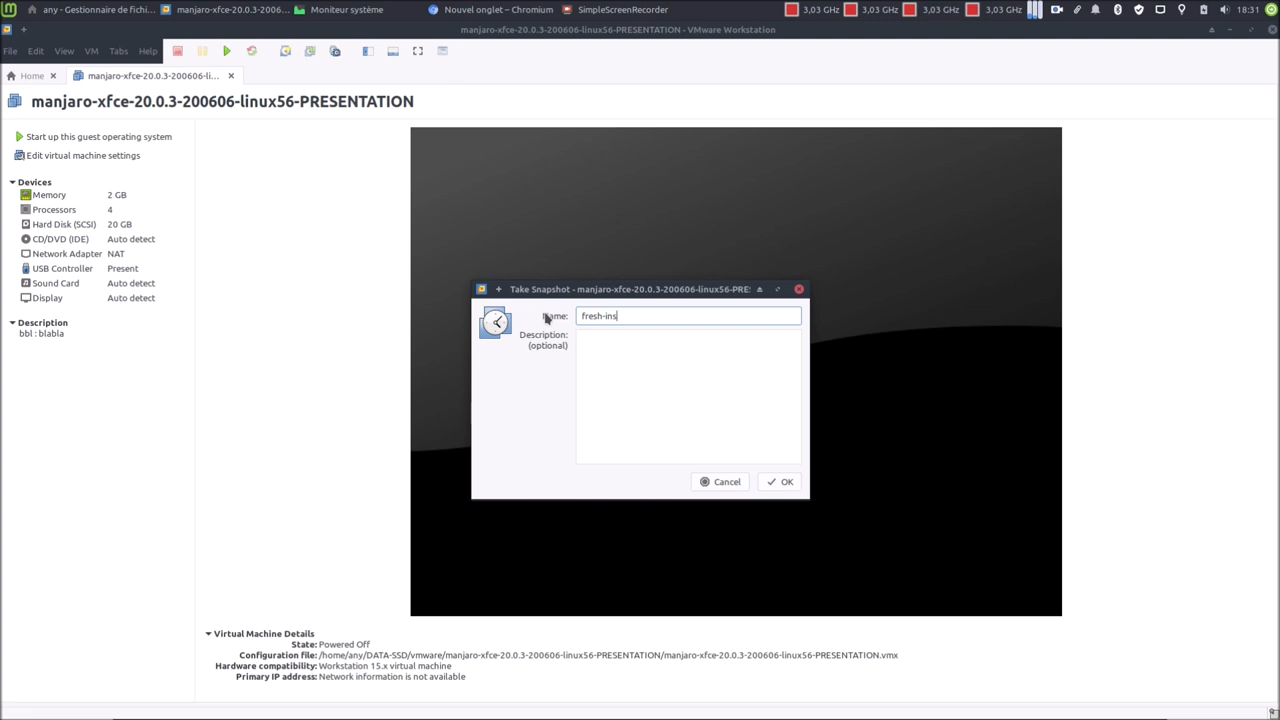 any - Gestionnaire de fichi... manjaro-xfce-20.0.3-2006... Moniteur système Nouvel onglet - Chromium SimpleScreenRecorder 3,03 GHz 3,03 GHz 3,03 GHz 3,03 GHz 18:31
manjaro-xfce-20.0.3-200606-linux56-PRESENTATION - VMware Workstation
File Edit View VM Tabs Help
Home manjaro-xfce-20.0.3-200606-li...
manjaro-xfce-20.0.3-200606-linux56-PRESENTATION
Start up this guest operating system
Edit virtual machine settings
Devices
Memory 2 GB
Processors 4
Hard Disk (SCSI) 20 GB
CD/DVD (IDE) Auto detect
Network Adapter NAT
USB Controller Present
Sound Card Auto detect
Display Auto detect
Description
bbl : blabla
Take Snapshot - manjaro-xfce-20.0.3-200606-linux56-PRE:
Name: fresh-ins
Description:
(optional)
Cancel OK
Virtual Machine Details
State: Powered Off
Configuration file: /home/any/DATA-SSD/vmware/manjaro-xfce-20.0.3-200606-linux56-PRESENTATION/manjaro-xfce-20.0.3-200606-linux56-PRESENTATION.vmx
Hardware compatibility: Workstation 15.x virtual machine
Primary IP address: Network information is not available